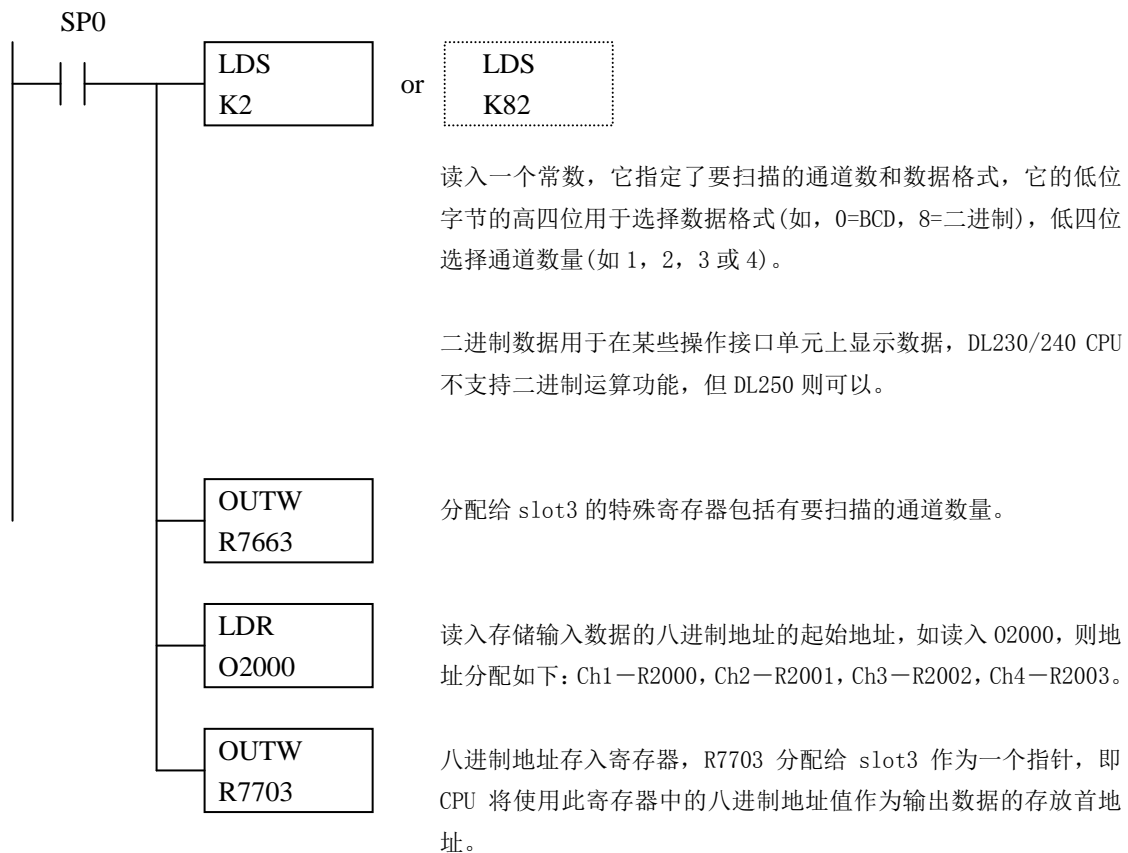 SP0
LDS
K2
or
LDS
K82
读入一个常数，它指定了要扫描的通道数和数据格式，它的低位
字节的高四位用于选择数据格式(如，0=BCD，8=二进制)，低四位
选择通道数量(如 1，2，3 或 4)。
二进制数据用于在某些操作接口单元上显示数据，DL230/240 CPU
不支持二进制运算功能，但 DL250 则可以。
OUTW
R7663
分配给 slot3 的特殊寄存器包括有要扫描的通道数量。
LDR
O2000
读入存储输入数据的八进制地址的起始地址，如读入 O2000，则地
址分配如下：Ch1－R2000，Ch2－R2001，Ch3－R2002，Ch4－R2003。
OUTW
R7703
八进制地址存入寄存器，R7703 分配给 slot3 作为一个指针，即
CPU 将使用此寄存器中的八进制地址值作为输出数据的存放首地
址。